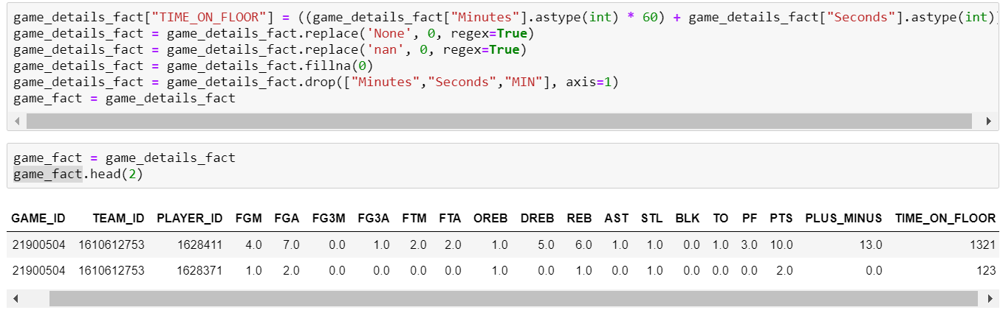 game_details_fact["TIME_ON_FLOOR"] = ((game_details_fact["Minutes"].astype(int) * 60) + game_details_fact["Seconds"].astype(int))
game_details_fact = game_details_fact.replace('None', 0, regex=True)
game_details_fact = game_details_fact.replace('nan', 0, regex=True)
game_details_fact = game_details_fact.fillna(0)
game_details_fact = game_details_fact.drop(["Minutes","Seconds","MIN"], axis=1)
game_fact = game_details_fact
game_fact = game_details_fact
game_fact.head(2)
GAME_ID TEAM_ID PLAYER_ID FGM FGA FG3M FG3A FTM FTA OREB DREB REB AST STL BLK TO PF PTS PLUS_MINUS TIME_ON_FLOOR
21900504 1610612753 1628411 4.0 7.0 0.0 1.0 2.0 2.0 1.0 5.0 6.0 1.0 1.0 0.0 1.0 3.0 10.0 13.0 1321
21900504 1610612753 1628371 1.0 2.0 0.0 0.0 0.0 0.0 1.0 0.0 1.0 0.0 1.0 0.0 0.0 0.0 2.0 0.0 123